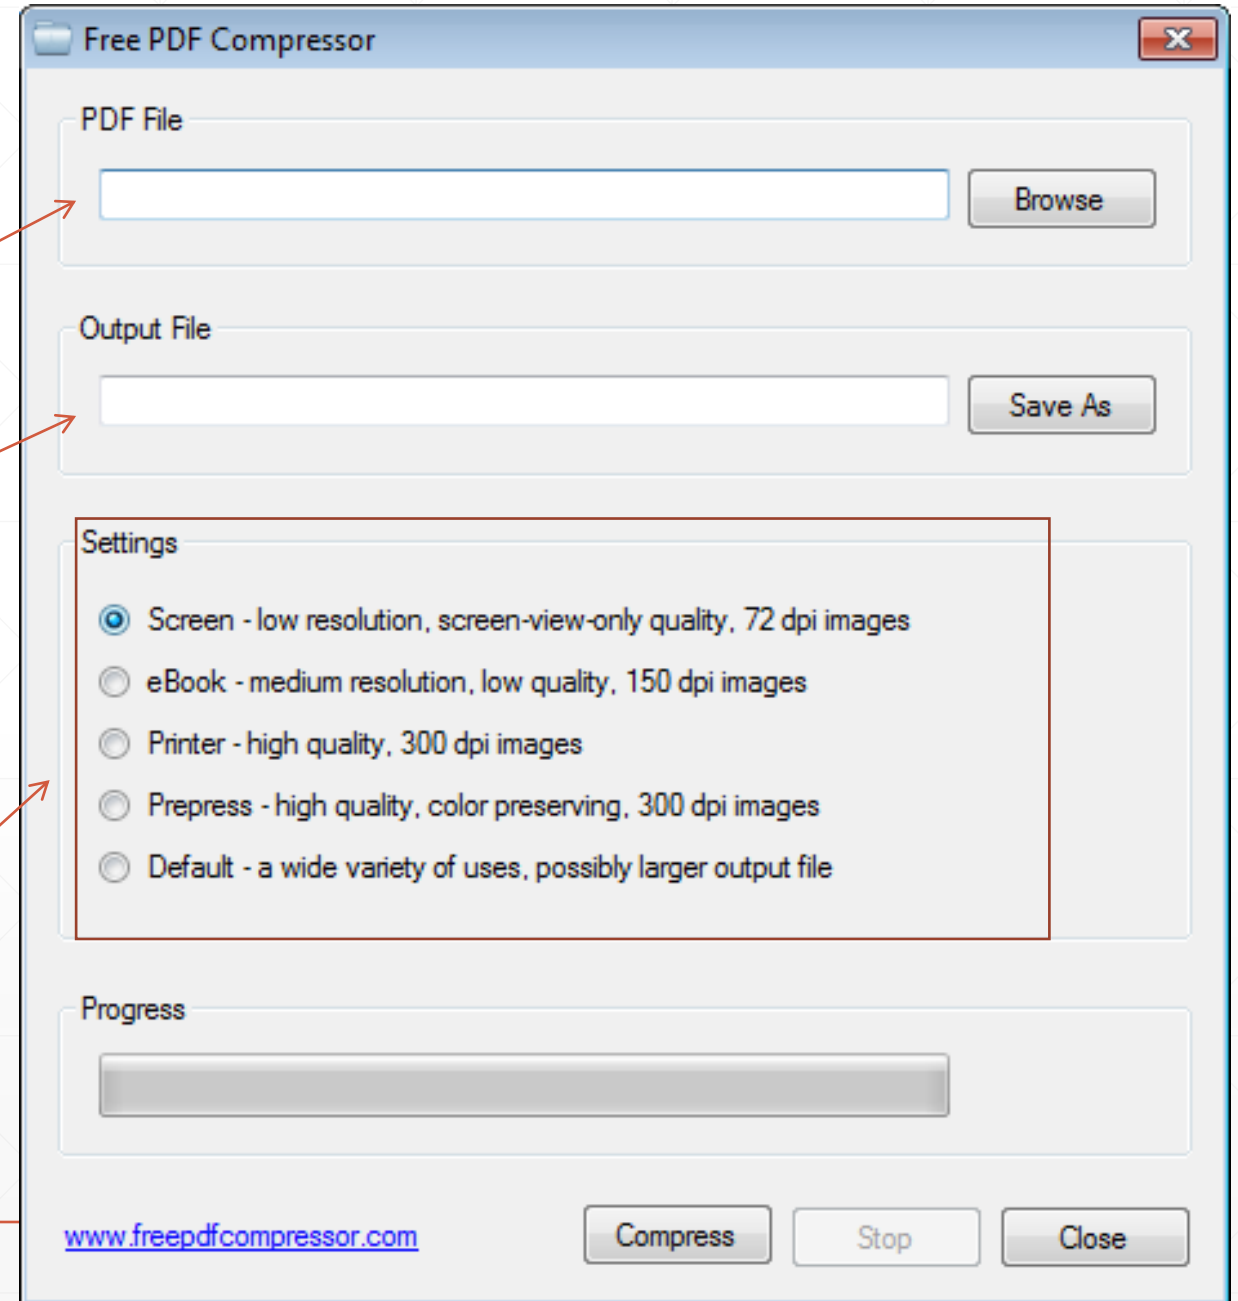 Free PDF Compressor
PDF File
Browse
Output File
Save As
Settings
Screen - low resolution, screen-view-only quality, 72 dpi images
eBook - medium resolution, low quality, 150 dpi images
Printer - high quality, 300 dpi images
Prepress - high quality, color preserving, 300 dpi images
Default - a wide variety of uses, possibly larger output file
Progress
www.freepdfcompressor.com Compress Stop Close